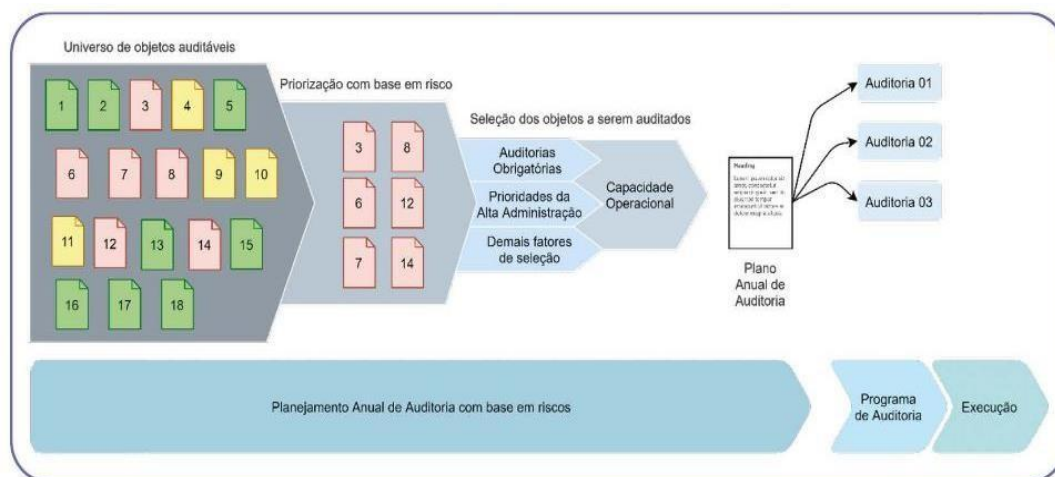 Universo de objetos auditáveis
1
2
3
4
5
6
7
8
9
10
11
12
13
14
15
16
17
18
Priorização com base em risco
3
8
6
12
7
14
Seleção dos objetos a serem auditados
Auditorias
Obrigatórias
Prioridades da
Alta Administração
Demais fatores
de seleção
Capacidade
Operacional
Heading
Plano
Anual de
Auditoria
Auditoria 01
Auditoria 02
Auditoria 03
Planejamento Anual de Auditoria com base em riscos
Programa
de Auditoria
Execução